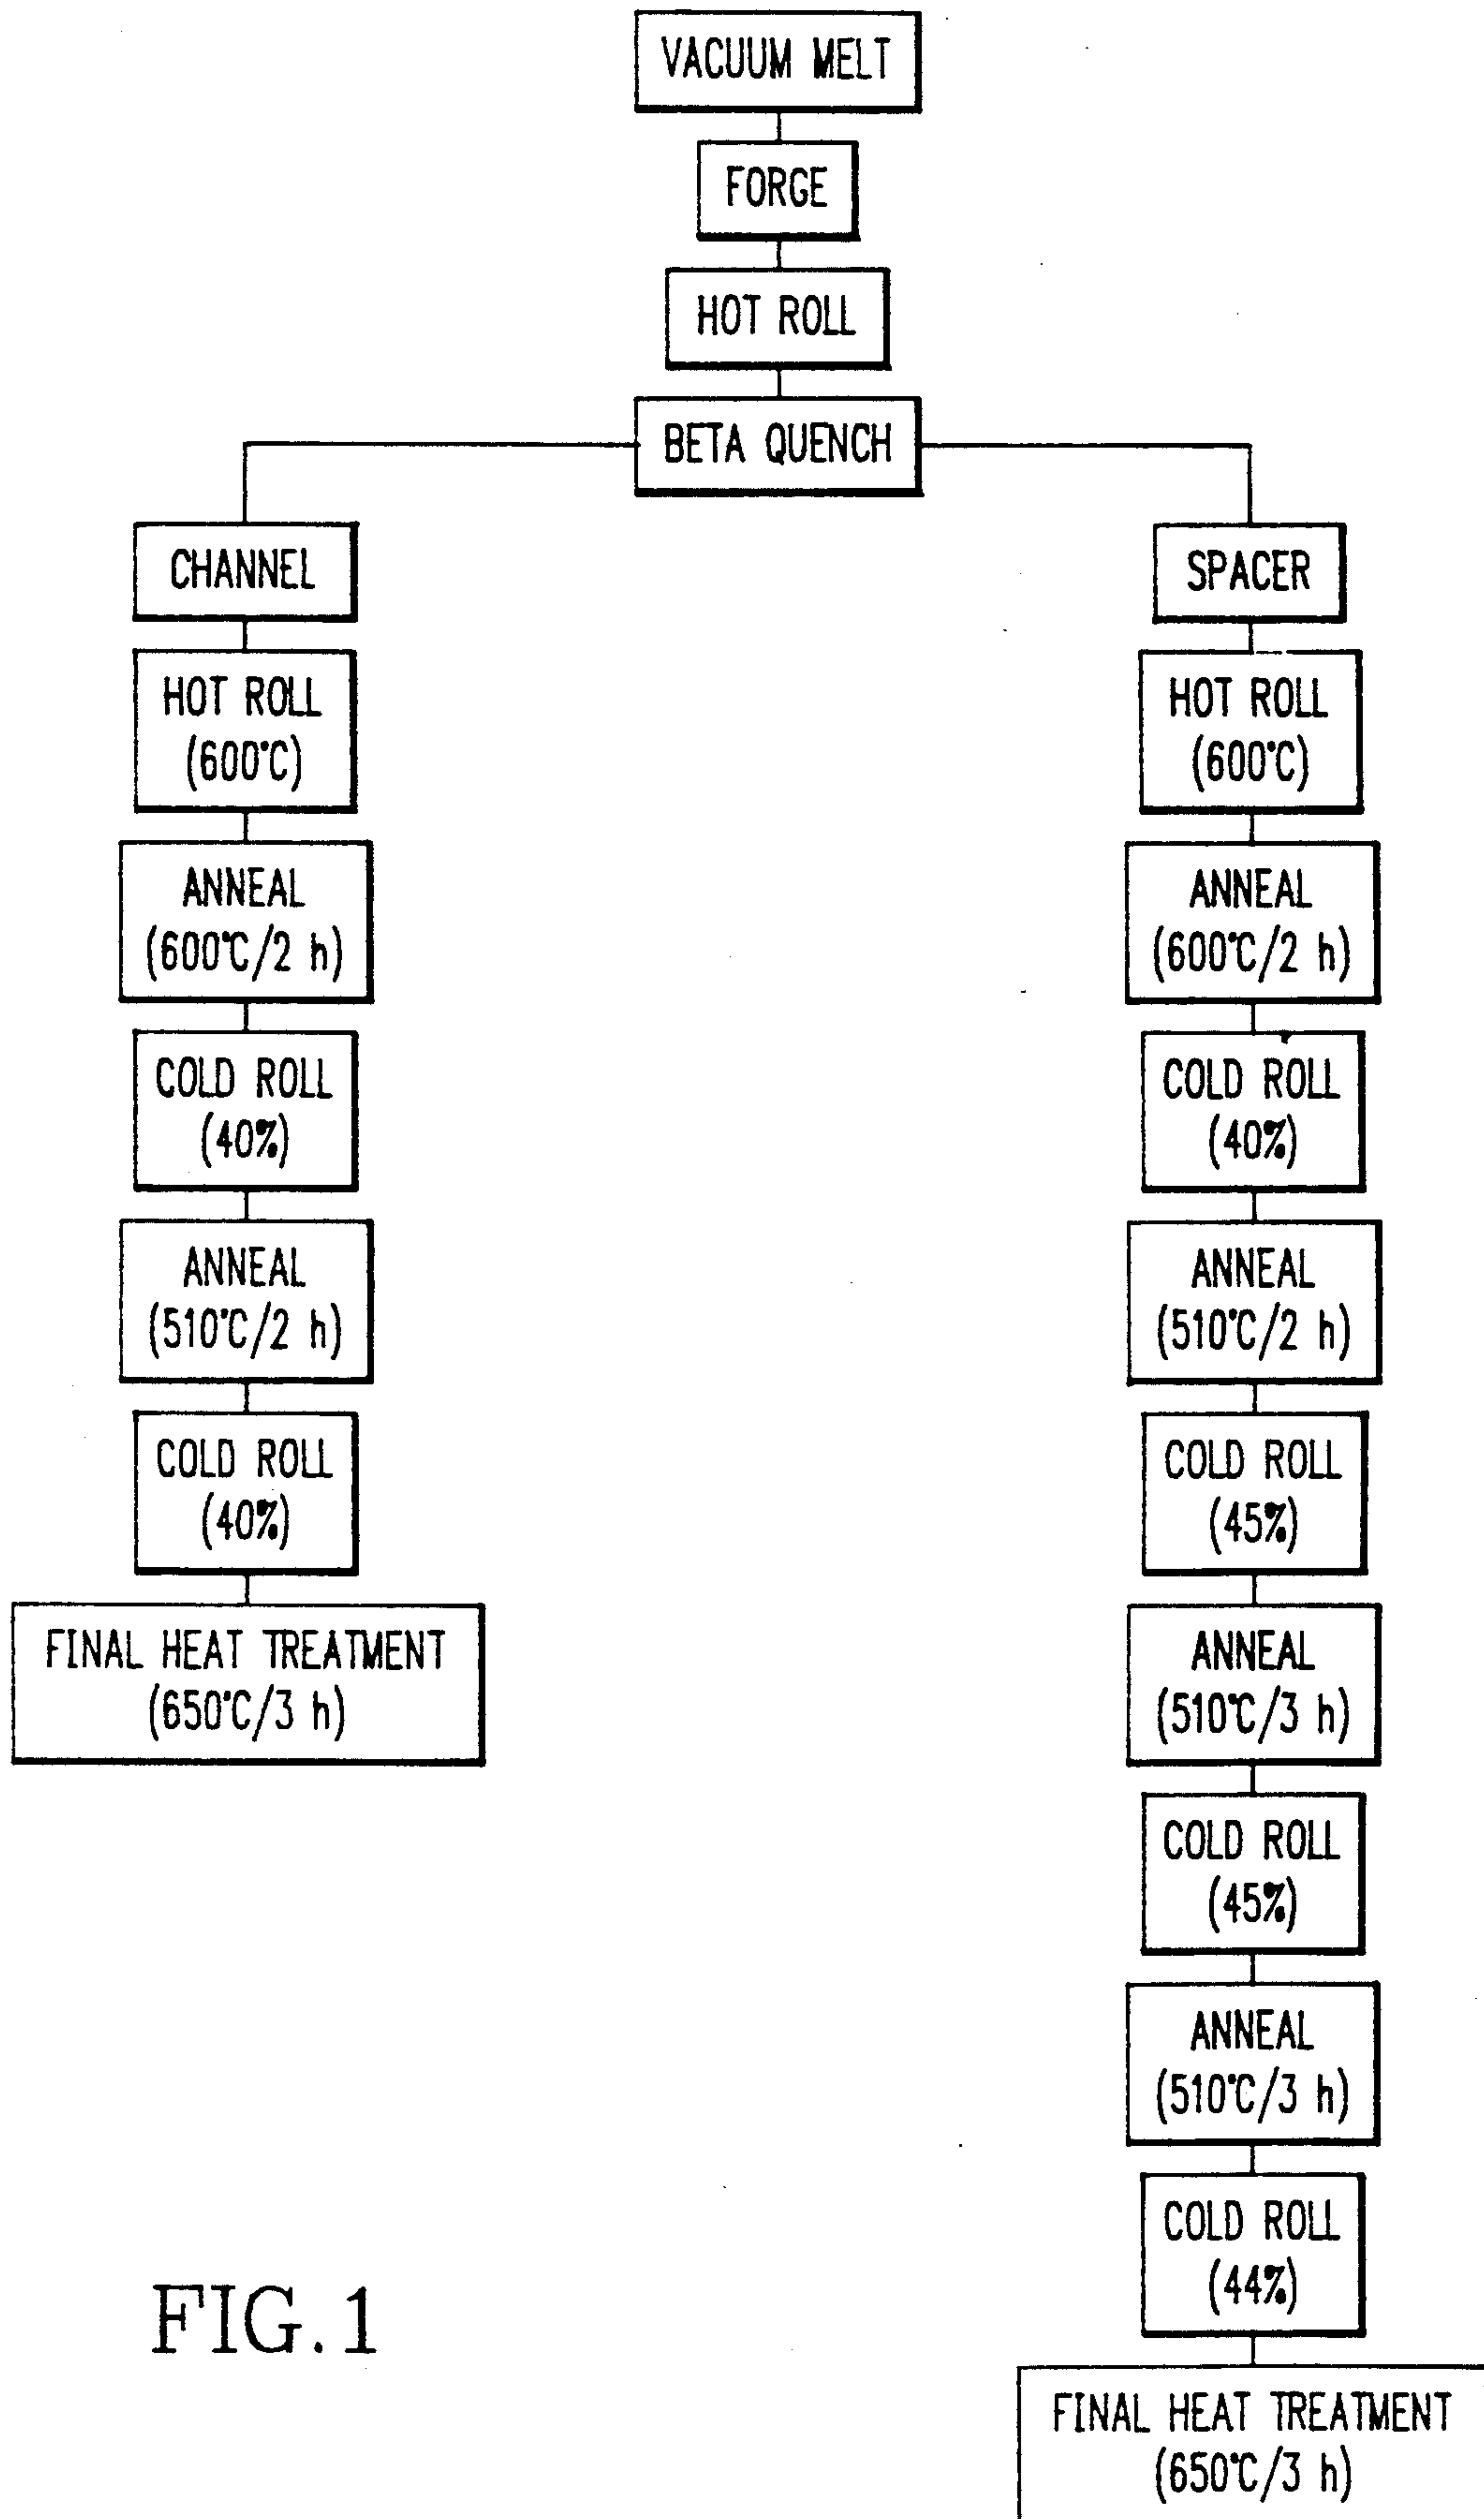 VACUUM MELT
FORGE
HOT ROLL
BETA QUENCH
CHANNEL
HOT ROLL
(600°C)
ANNEAL
(600°C/2 h)
COLD ROLL
(40%)
ANNEAL
(510°C/2 h)
COLD ROLL
(40%)
FINAL HEAT TREATMENT
(650°C/3 h)
SPACER
HOT ROLL
(600°C)
ANNEAL
(600°C/2 h)
COLD ROLL
(40%)
ANNEAL
(510°C/2 h)
COLD ROLL
(45%)
ANNEAL
(510°C/3 h)
COLD ROLL
(45%)
ANNEAL
(510°C/3 h)
COLD ROLL
(44%)
FINAL HEAT TREATMENT
(650°C/3 h)
FIG.1